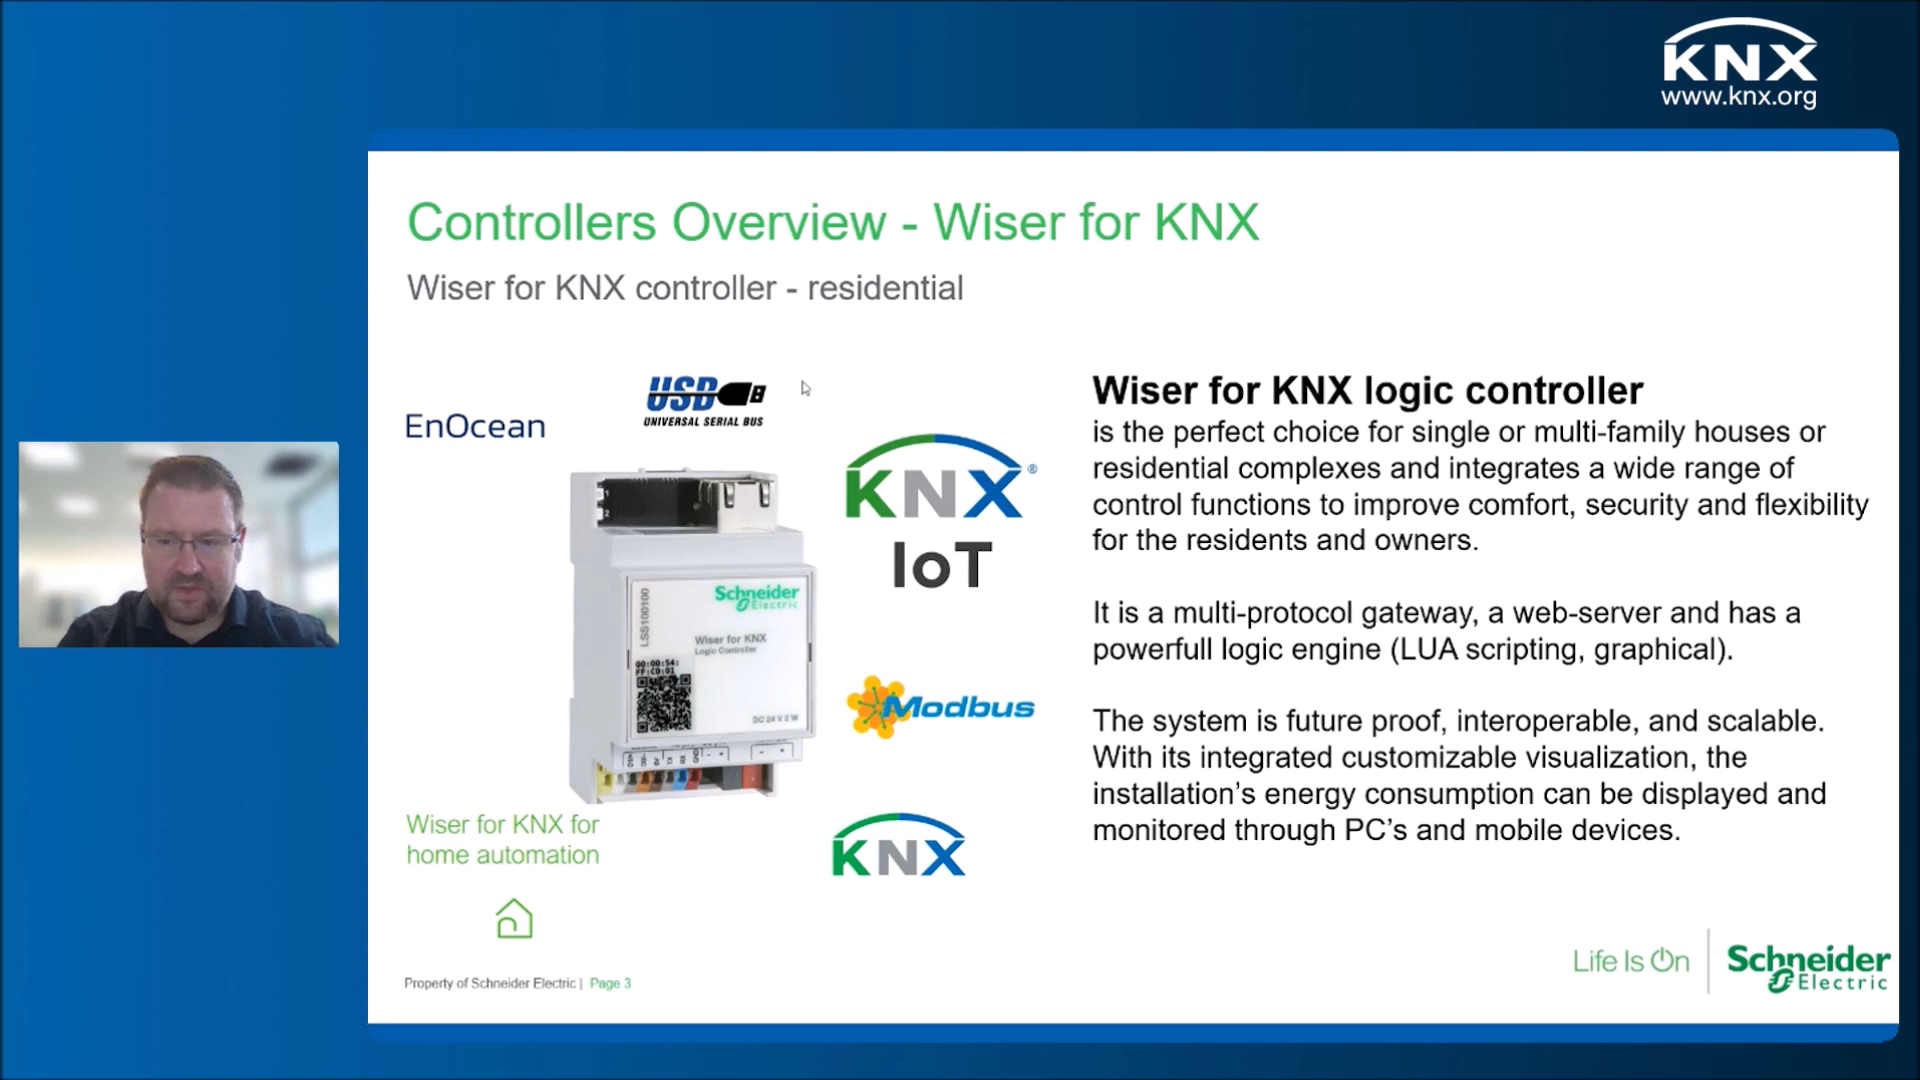 KNX
www.knx.org
Controllers Overview - Wiser for KNX
Wiser for KNX controller - residential
EnOcean
USB
UNIVERSAL SERIAL BUS
KNX®
IoT
Schneider
Electric
LSS100100
Wiser for KNX
Logic Controller
00:00:54:
FF:C0:01
DC 24 V 2 W
Modbus
KNX
Wiser for KNX for
home automation
Wiser for KNX logic controller
is the perfect choice for single or multi-family houses or
residential complexes and integrates a wide range of
control functions to improve comfort, security and flexibility
for the residents and owners.
It is a multi-protocol gateway, a web-server and has a
powerfull logic engine (LUA scripting, graphical).
The system is future proof, interoperable, and scalable.
With its integrated customizable visualization, the
installation’s energy consumption can be displayed and
monitored through PC’s and mobile devices.
Property of Schneider Electric | Page 3
Life Is On
Schneider
Electric